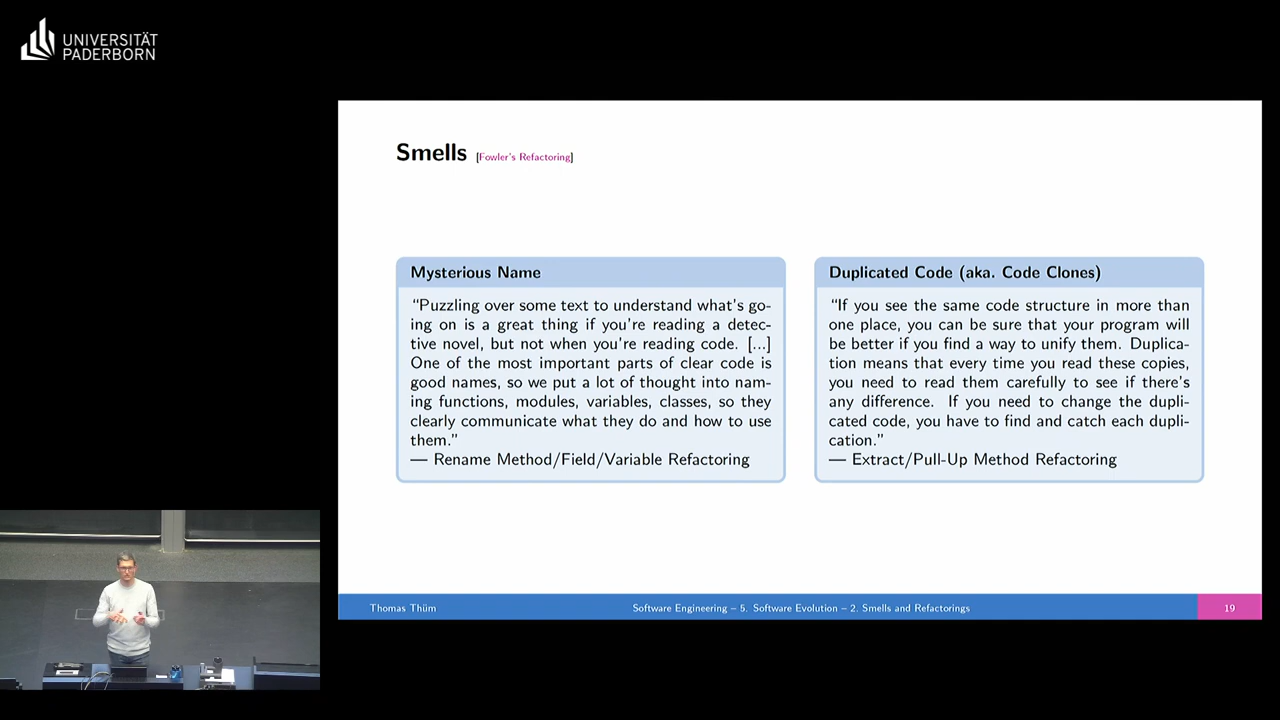 UNIVERSITÄT
PADERBORN
Smells [Fowler's Refactoring]
Mysterious Name
“Puzzling over some text to understand what's go-
ing on is a great thing if you're reading a detec-
tive novel, but not when you're reading code. [...]
One of the most important parts of clear code is
good names, so we put a lot of thought into nam-
ing functions, modules, variables, classes, so they
clearly communicate what they do and how to use
them.”
— Rename Method/Field/Variable Refactoring
Duplicated Code (aka. Code Clones)
“If you see the same code structure in more than
one place, you can be sure that your program will
be better if you find a way to unify them. Duplica-
tion means that every time you read these copies,
you need to read them carefully to see if there's
any difference. If you need to change the dupli-
cated code, you have to find and catch each dupli-
cation.”
— Extract/Pull-Up Method Refactoring
Thomas Thüm
Software Engineering – 5. Software Evolution – 2. Smells and Refactorings
19